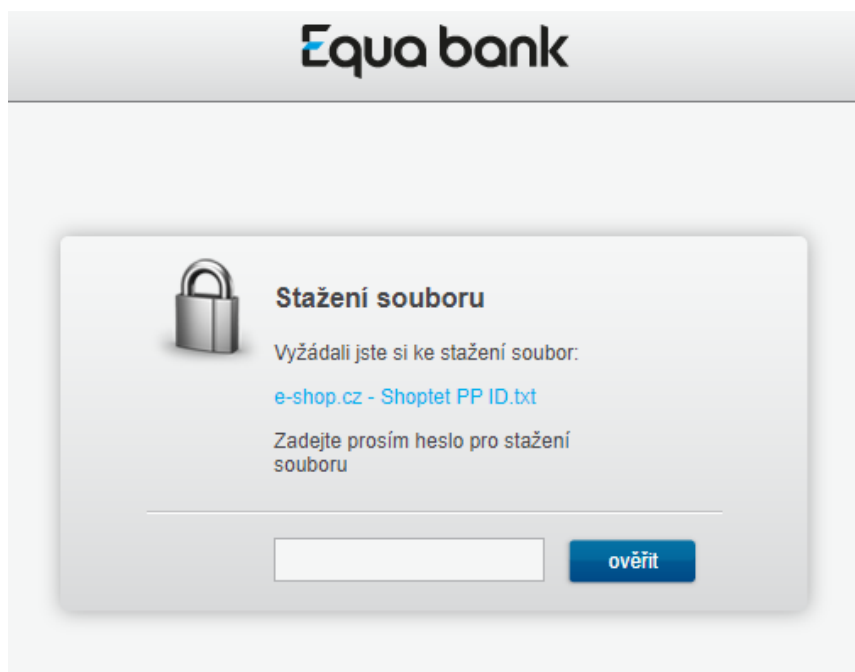 Equa bank
Stažení souboru
Vyžádali jste si ke stažení soubor:
e-shop.cz - Shoptet PP ID.txt
Zadejte prosím heslo pro stažení
souboru
ověřit